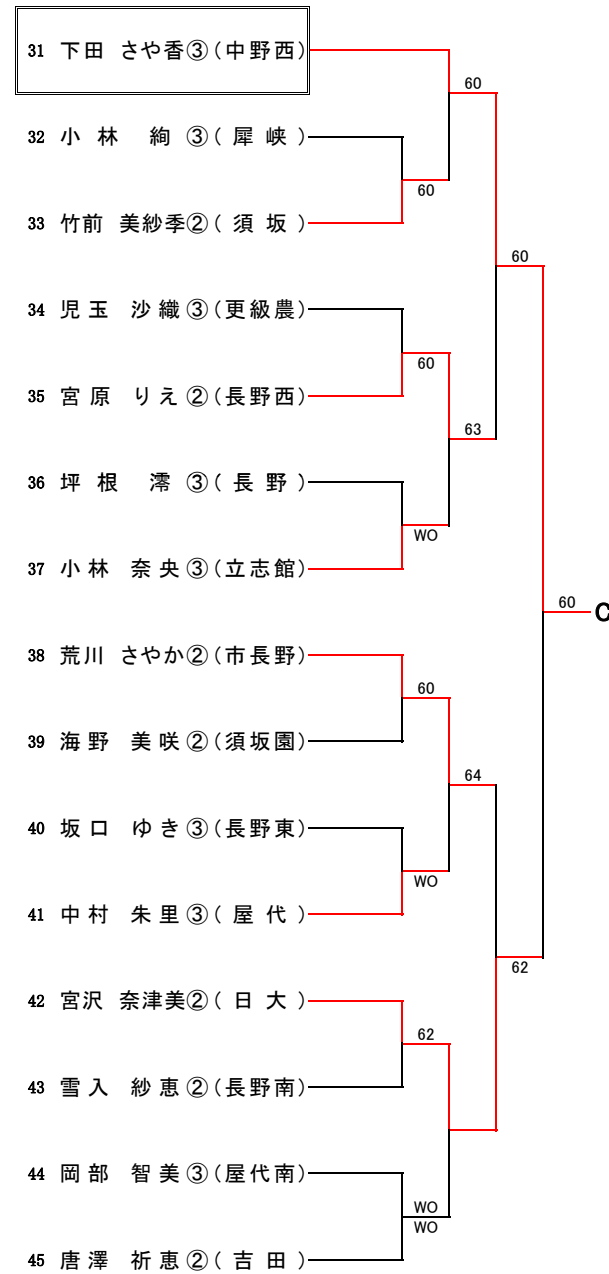 31 下田 さや香③(中野西)
60
32 小林 絢 ③(犀峡)
60
33 竹前 美紗季②(須坂)
60
34 児玉 沙織③(更級農)
60
35 宮原 りえ②(長野西)
63
36 坪根 澪 ③(長野)
WO
37 小林 奈央③(立志館)
60 C
38 荒川 さやか②(市長野)
60
39 海野 美咲②(須坂園)
64
40 坂口 ゆき③(長野東)
WO
41 中村 朱里③(屋代)
62
42 宮沢 奈津美②(日大)
62
43 雪入 紗恵②(長野南)
44 岡部 智美③(屋代南)
WO
WO
45 唐澤 祈恵②(吉田)